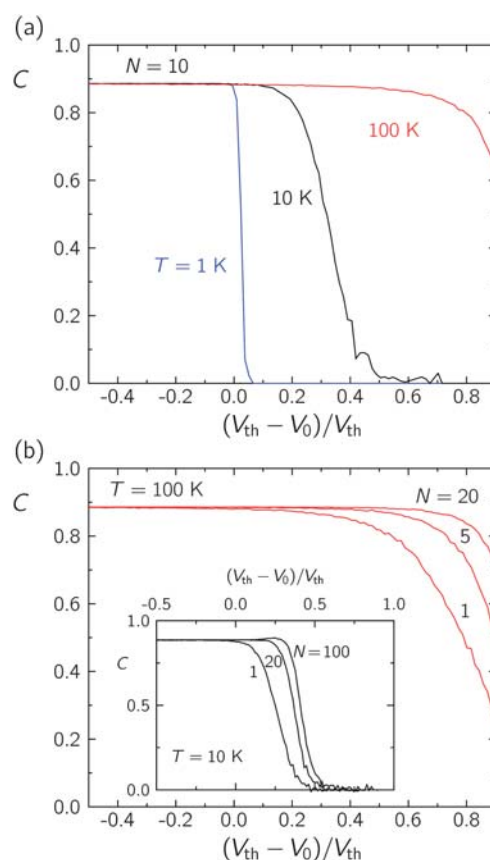 (a)
1.0
C
N = 10
0.8
100 K
0.6
10 K
0.4
T = 1 K
0.2
0.0
-0.4 -0.2 0.0 0.2 0.4 0.6 0.8
(Vth − V0)/Vth
(b)
1.0
C
T = 100 K
N = 20
0.8
5
(Vth − V0)/Vth
0.6
-0.5 0.0 0.5 1.0
1
C
N = 100
20
1
0.4
0.5
0.2
T = 10 K
0.0
0.0
-0.4 -0.2 0.0 0.2 0.4 0.6 0.8
(Vth − V0)/Vth